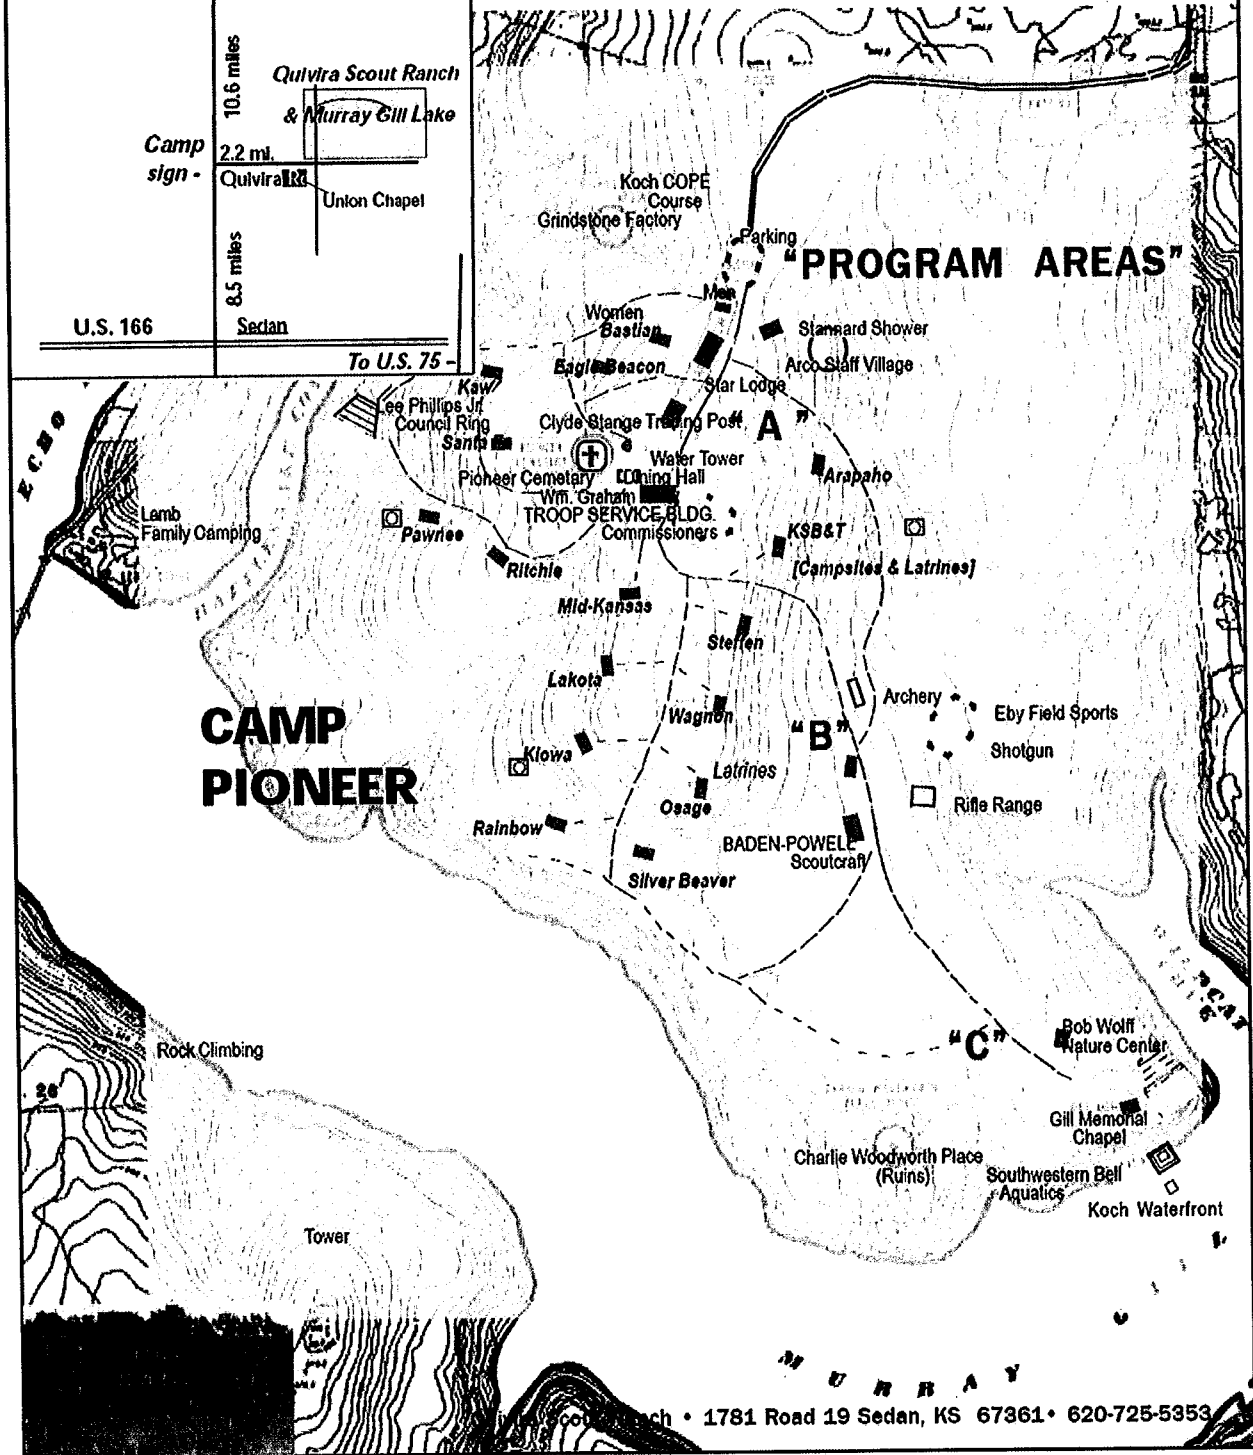 10.6 miles
Quivira Scout Ranch
& Murray Gill Lake
Camp
sign -
2.2 mi.
Quivira Rd
Union Chapel
8.5 miles
U.S. 166
Sedan
To U.S. 75 -
Koch COPE
Course
Grindstone Factory
Parking
"PROGRAM AREAS"
Men
Women
Bastian
Stannard Shower
Eagle Beacon
Arco Staff Village
Kaw
Star Lodge
Lee Phillips Jr.
Council Ring
Clyde Stange Trading Post
"A"
Santa
Water Tower
Pioneer Cemetary
Dining Hall
Arapaho
Wm. Graham
TROOP SERVICE BLDG.
Commissioners
ECHO
Lamb
Family Camping
Pawnee
KSB&T
Ritchie
[Campsites & Latrines]
Mid-Kansas
Steffen
Lakota
Archery
Wagnon
Eby Field Sports
CAMP
PIONEER
"B"
Shotgun
Kiowa
Latrines
Osage
Rifle Range
Rainbow
BADEN-POWELL
Scoutcraft
Silver Beaver
Rock Climbing
"C"
Bob Wolff
Nature Center
26
Gill Memorial
Chapel
Charlie Woodworth Place
(Ruins)
Southwestern Bell
Aquatics
Koch Waterfront
Tower
MURRAY
Scout Ranch • 1781 Road 19 Sedan, KS 67361• 620-725-5353